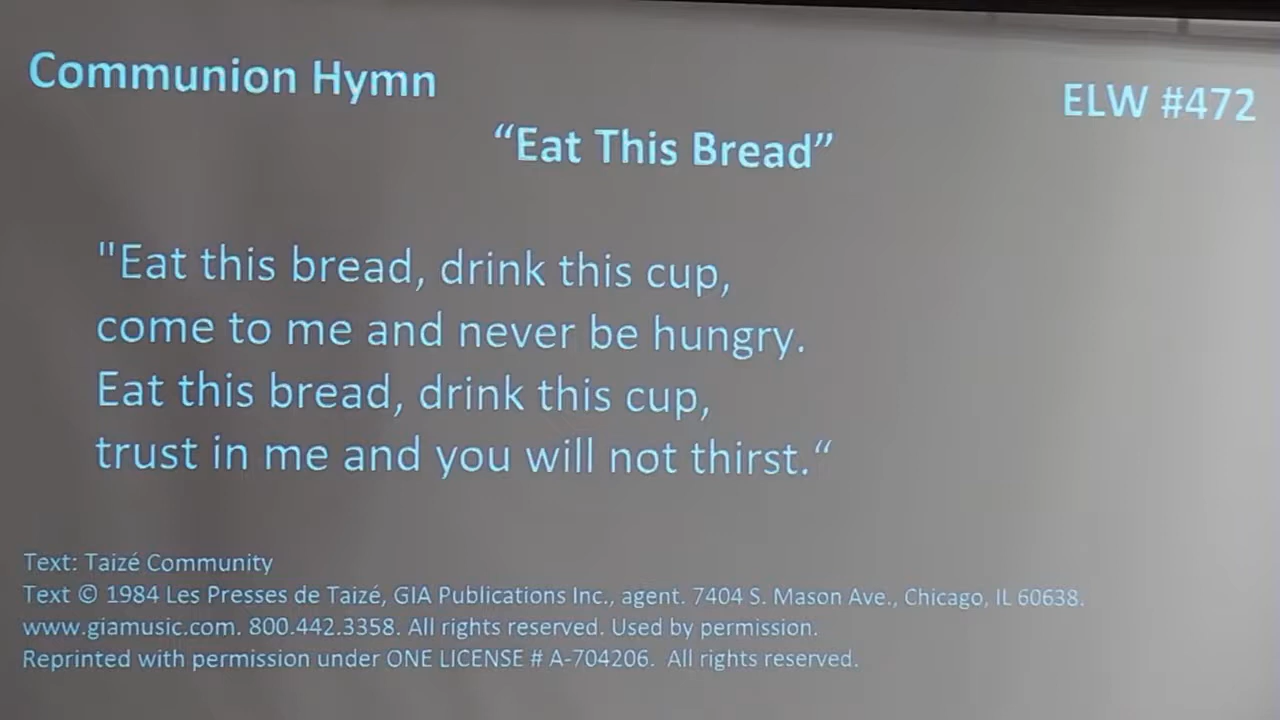 Communion Hymn
ELW #472
“Eat This Bread”
"Eat this bread, drink this cup,
come to me and never be hungry.
Eat this bread, drink this cup,
trust in me and you will not thirst.“
Text: Taizé Community
Text © 1984 Les Presses de Taizé, GIA Publications Inc., agent. 7404 S. Mason Ave., Chicago, IL 60638.
www.giamusic.com. 800.442.3358. All rights reserved. Used by permission.
Reprinted with permission under ONE LICENSE # A-704206.  All rights reserved.